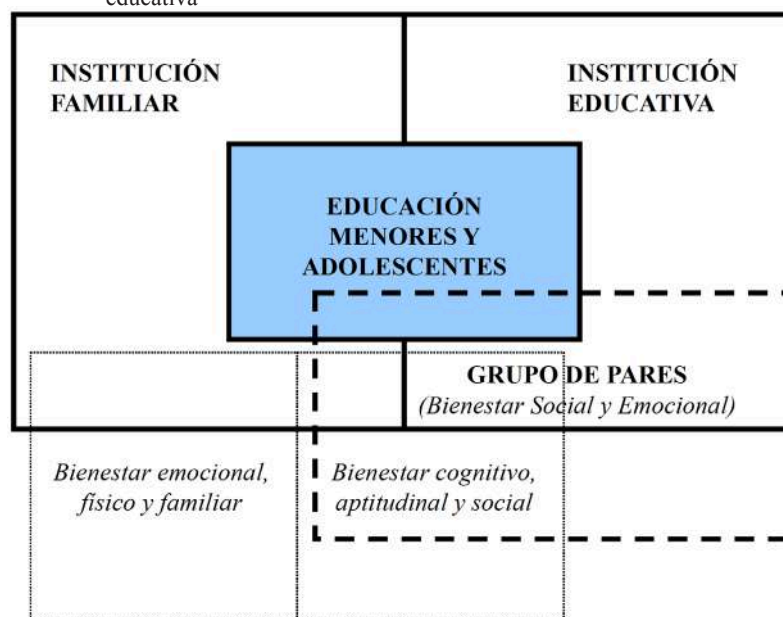 educativa
INSTITUCIÓN
FAMILIAR
INSTITUCIÓN
EDUCATIVA
EDUCACIÓN
MENORES Y
ADOLESCENTES
GRUPO DE PARES
(Bienestar Social y Emocional)
Bienestar emocional,
físico y familiar
Bienestar cognitivo,
aptitudinal y social